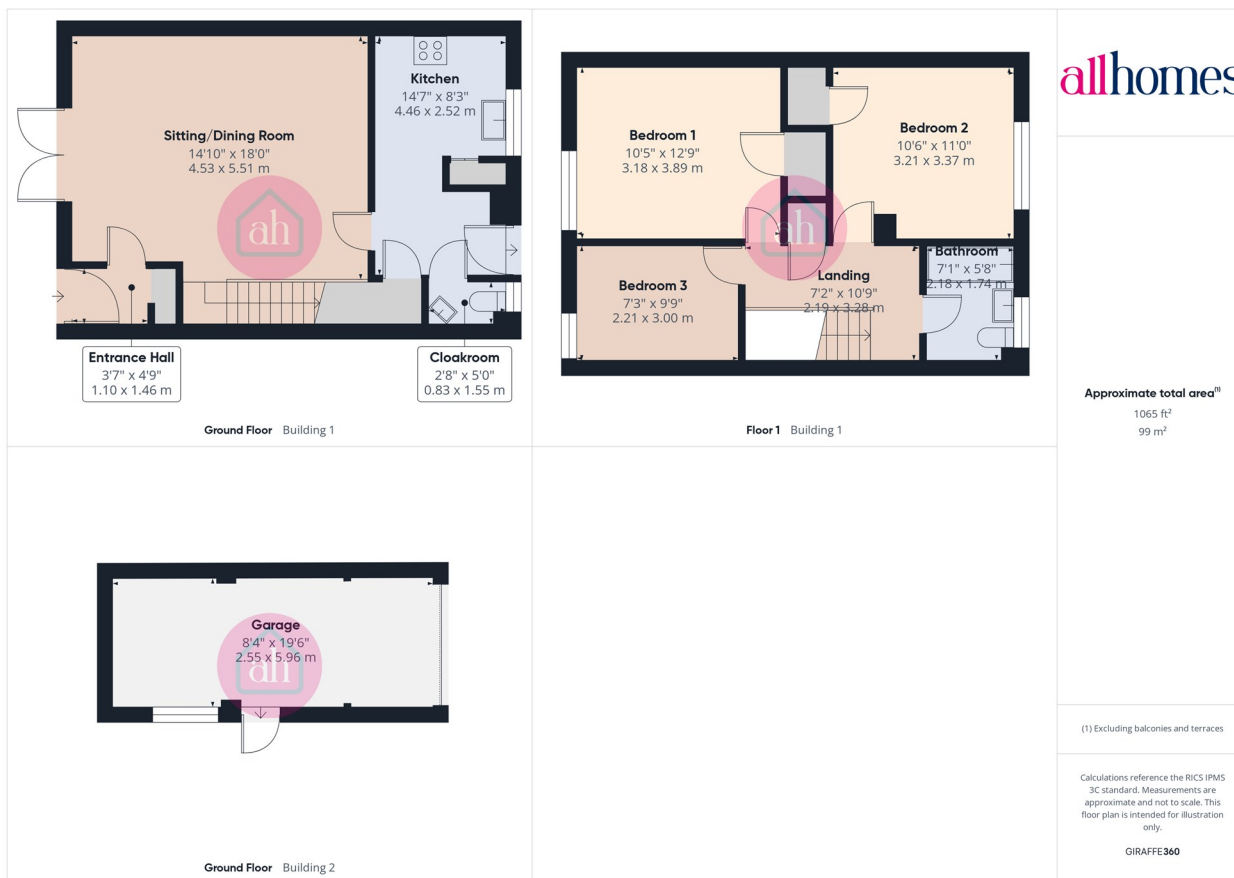 Kitchen
14'7" x 8'3"
4.46 x 2.52 m
Sitting/Dining Room
14'10" x 18'0"
4.53 x 5.51 m
ah
Entrance Hall
3'7" x 4'9"
1.10 x 1.46 m
Cloakroom
2'8" x 5'0"
0.83 x 1.55 m
Ground Floor Building 1
Bedroom 1
10'5" x 12'9"
3.18 x 3.89 m
Bedroom 2
10'6" x 11'0"
3.21 x 3.37 m
ah
Bedroom 3
7'3" x 9'9"
2.21 x 3.00 m
Landing
7'2" x 10'9"
2.19 x 3.28 m
Bathroom
7'1" x 5'8"
2.18 x 1.74 m
Floor 1 Building 1
allhomes
Approximate total area(1)
1065 ft²
99 m²
Garage
8'4" x 19'6"
2.55 x 5.96 m
ah
Ground Floor Building 2
(1) Excluding balconies and terraces
Calculations reference the RICS IPMS
3C standard. Measurements are
approximate and not to scale. This
floor plan is intended for illustration
only.
GIRAFFE360